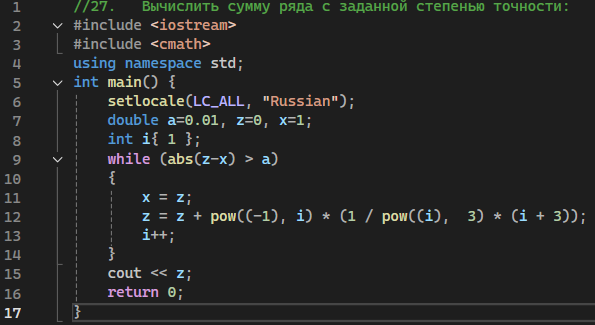 1 //27. Вычислить сумму ряда с заданной степенью точности:
2 #include <iostream>
3 #include <cmath>
4 using namespace std;
5 int main() {
6 setlocale(LC_ALL, "Russian");
7 double a=0.01, z=0, x=1;
8 int i{ 1 };
9 while (abs(z-x) > a)
10 {
11 x = z;
12 z = z + pow((-1), i) * (1 / pow((i), 3) * (i + 3));
13 i++;
14 }
15 cout << z;
16 return 0;
17 }